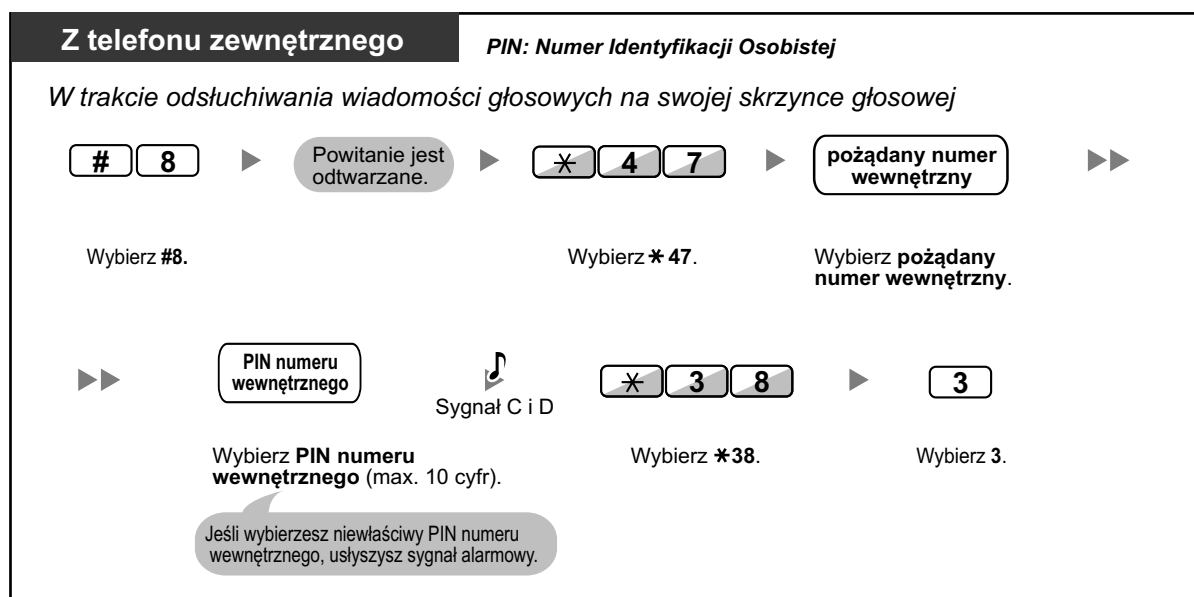 Z telefonu zewnętrznego
PIN: Numer Identyfikacji Osobistej
W trakcie odsłuchiwania wiadomości głosowych na swojej skrzynce głosowej
# 8
Powitanie jest
odtwarzane.
* 4 7
pożądany numer
wewnętrzny
Wybierz #8.
Wybierz * 47.
Wybierz pożądany
numer wewnętrzny.
PIN numeru
wewnętrznego
Sygnał C i D
* 3 8
3
Wybierz PIN numeru
wewnętrznego (max. 10 cyfr).
Wybierz *38.
Wybierz 3.
Jeśli wybierzesz niewłaściwy PIN numeru
wewnętrznego, usłyszysz sygnał alarmowy.